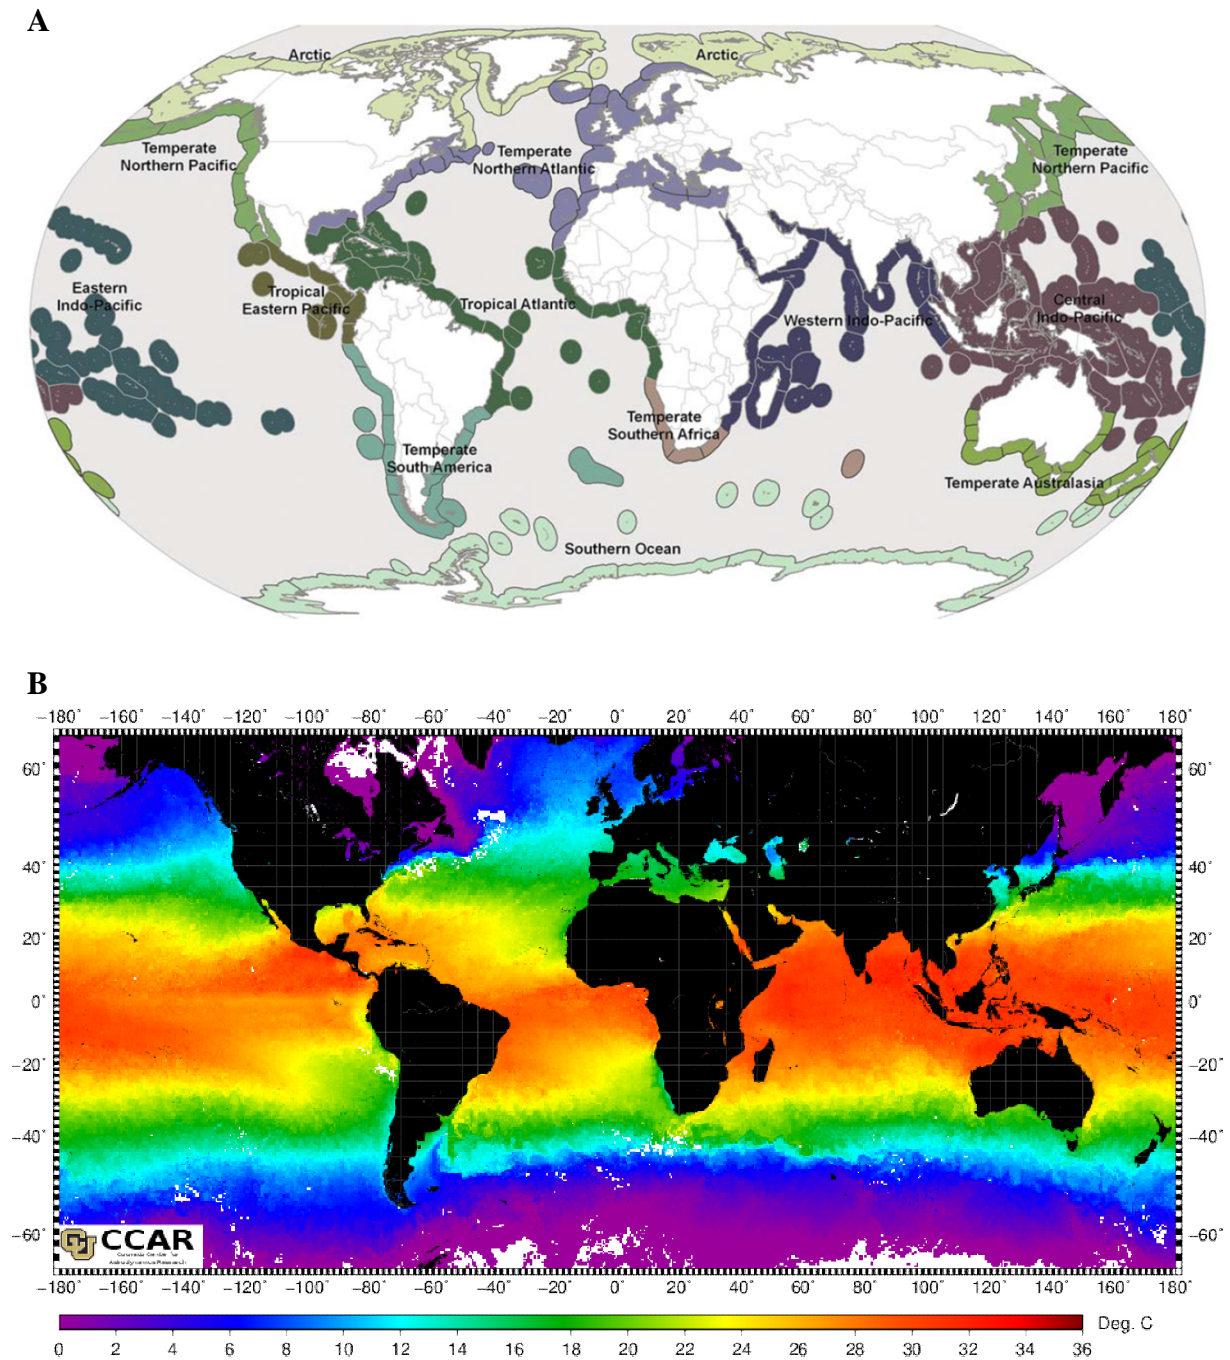 A
Arctic
Arctic
Temperate
Northern Pacific
Temperate
Northern Atlantic
Temperate
Northern Pacific
Eastern
Indo-Pacific
Tropical
Eastern Pacific
Tropical Atlantic
Western Indo-Pacific
Central
Indo-Pacific
Temperate
South America
Temperate
Southern Africa
Temperate Australasia
Southern Ocean
B
−180 −160˚ −140 −120 −100 −80 −60 −40 −20 0 20 40 60 80 100 120 140 160 180
60˚ 60˚
40˚ 40˚
20˚ 20˚
0˚ 0˚
−20˚ −20˚
−40˚ −40˚
−60˚ −60˚
CCAR
Colorado Center for
Astrodynamics Research
−180 −160˚ −140 −120 −100 −80 −60 −40 −20 0 20 40 60 80 100 120 140 160 180
Deg. C
0 2 4 6 8 10 12 14 16 18 20 22 24 26 28 30 32 34 36